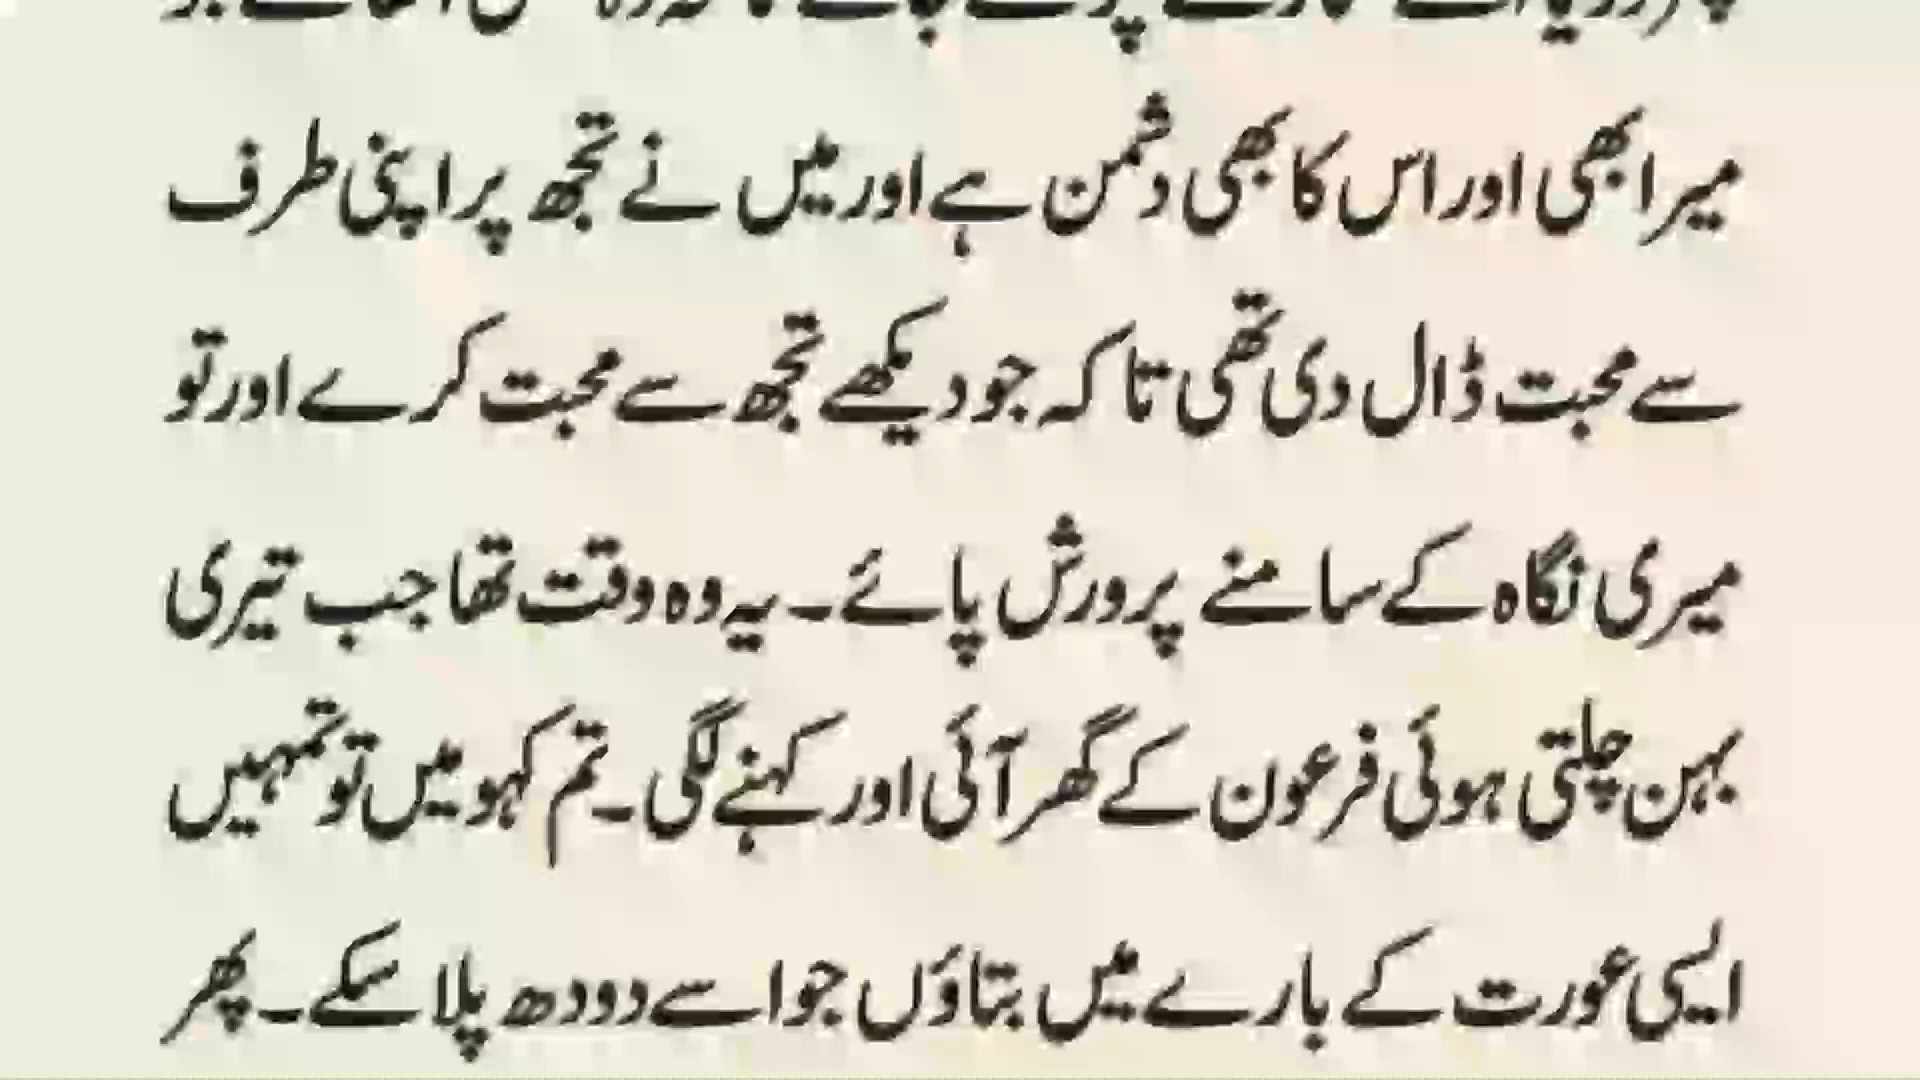 میرا بھی اور اس کا بھی دشمن ہے اور میں نے تجھ پر اپنی طرف
سے محبت ڈال دی تھی تا کہ جو دیکھے تجھ سے محبت کرے اور تو
میری نگاہ کے سامنے پرورش پائے۔ یہ وہ وقت تھا جب تیری
بہن چلتی ہوئی فرعون کے گھر آئی اور کہنے لگی۔ تم کہو میں تو تمہیں
ایسی عورت کے بارے میں بتاؤں جو اسے دودھ پلا سکے۔ پھر